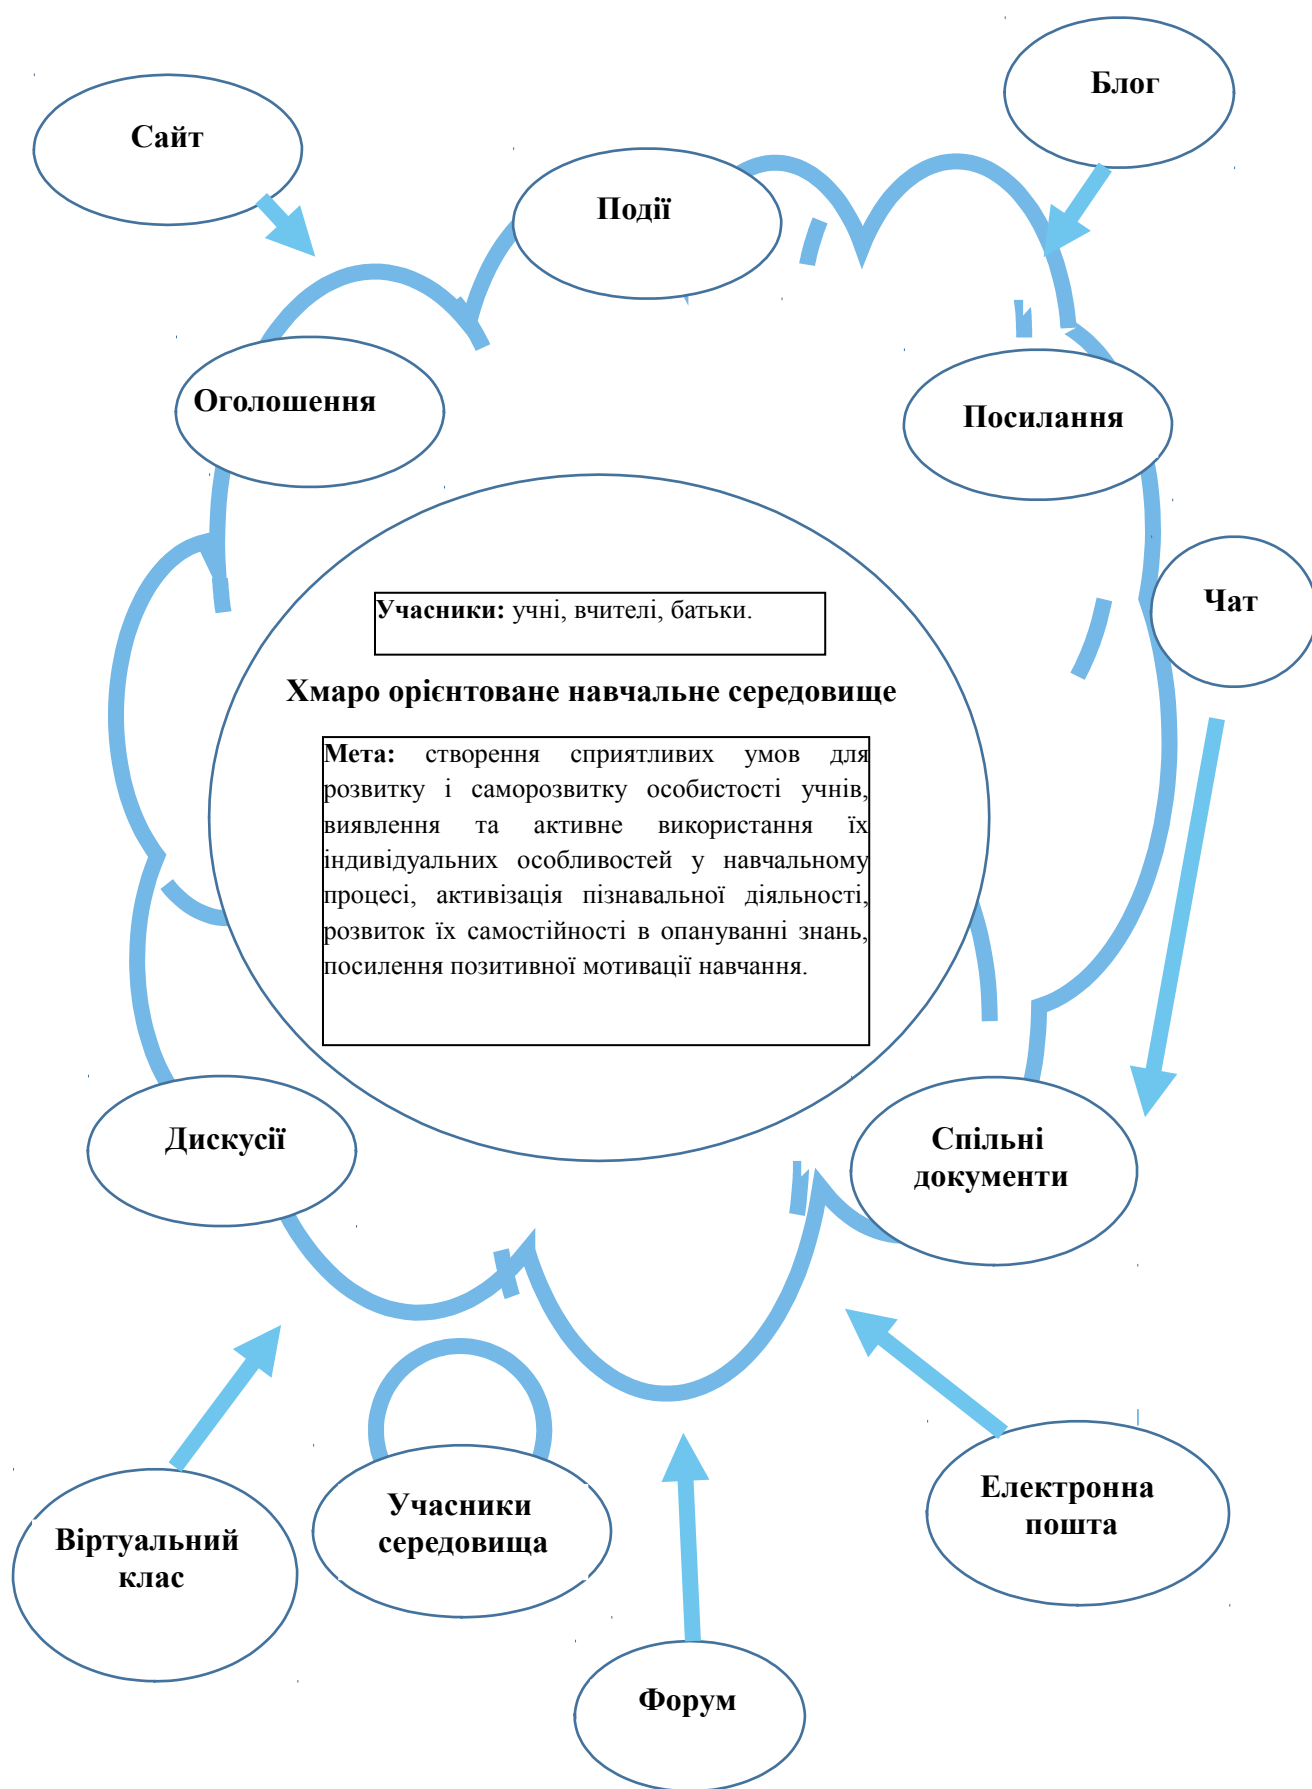 Блог
Сайт
Події
Оголошення
Посилання
Чат
Учасники: учні, вчителі, батьки.
Хмаро орієнтоване навчальне середовище
Мета: створення сприятливих умов для
розвитку і саморозвитку особистості учнів,
виявлення та активне використання їх
індивідуальних особливостей у навчальному
процесі, активізація пізнавальної діяльності,
розвиток їх самостійності в опануванні знань,
посилення позитивної мотивації навчання.
Дискусії
Спільні
документи
Електронна
пошта
Учасники
середовища
Віртуальний
клас
Форум